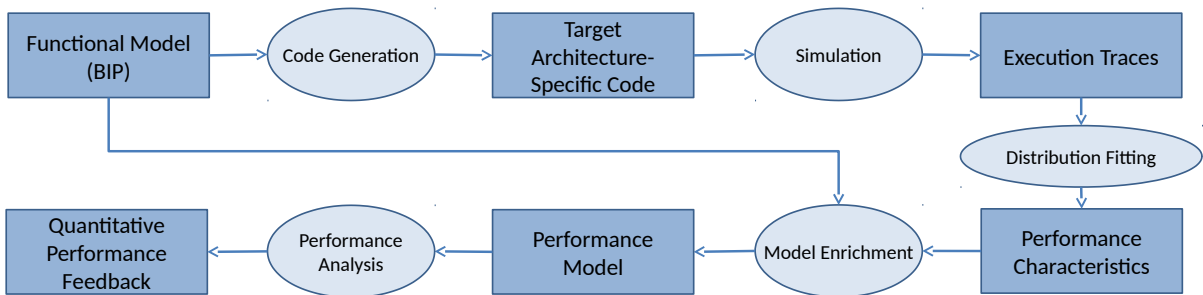 Functional Model
(BIP)
Code Generation
Target
Architecture-
Specific Code
Simulation
Execution Traces
Distribution Fitting
Quantitative
Performance
Feedback
Performance
Analysis
Performance
Model
Model Enrichment
Performance
Characteristics